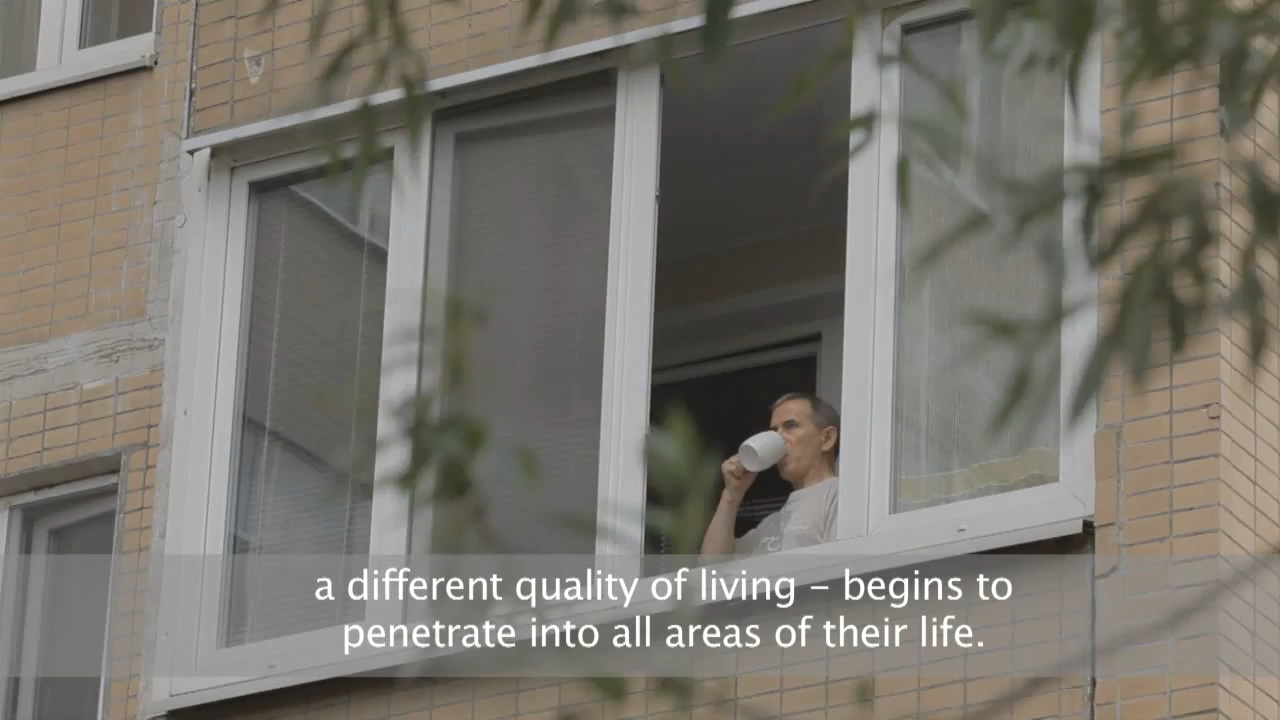 a different quality of living – begins to
penetrate into all areas of their life.